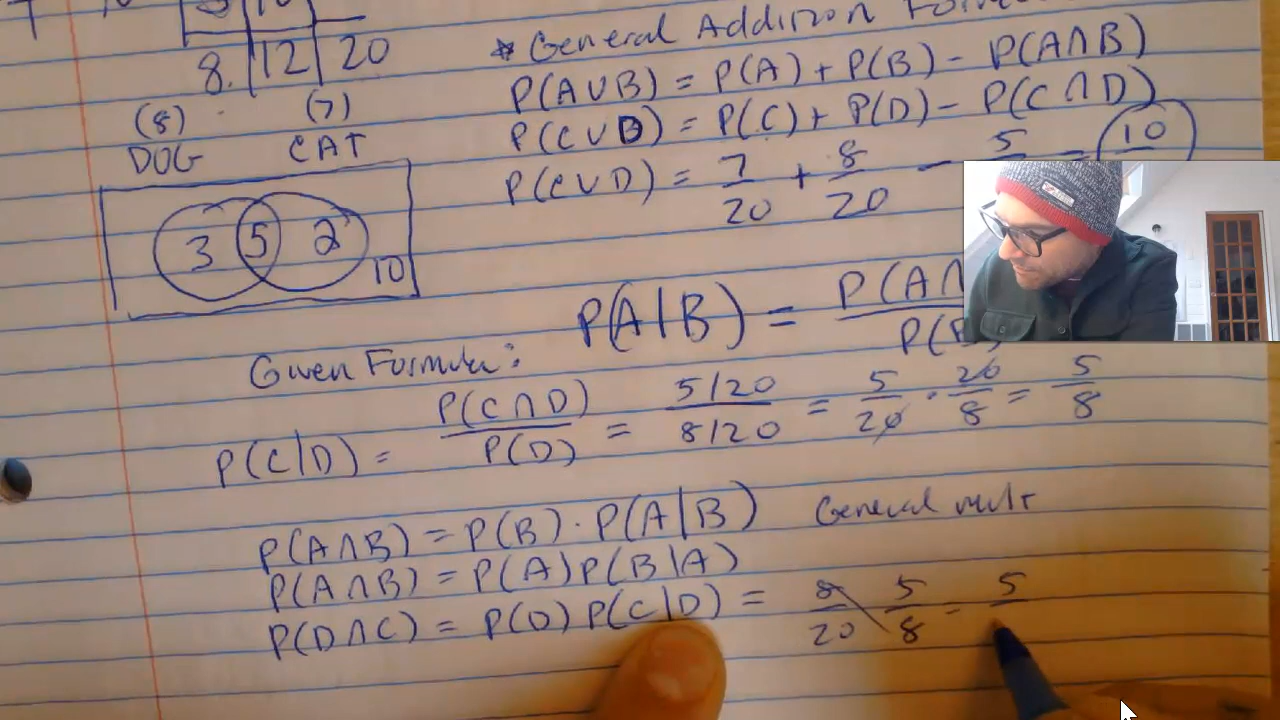 8. 12 20
(8) (7)
DOG CAT
3 5 2
10
* General Addition
P(A∪B) = P(A) + P(B) - P(A∩B)
P(C∪D) = P(C) + P(D) - P(C∩D)
P(C∪D) = 7/20 + 8/20 - 5 = 10
P(A|B) =
Given Formula:
P(C|D) = P(C∩D)/P(D) = 5/20 / 8/20 = 5/20 · 20/8 = 5/8
P(A∩B) = P(B) · P(A|B) General mult
P(A∩B) = P(A)P(B|A)
P(D∩C) = P(D)P(C|D) = 8/20 5/8 = 5